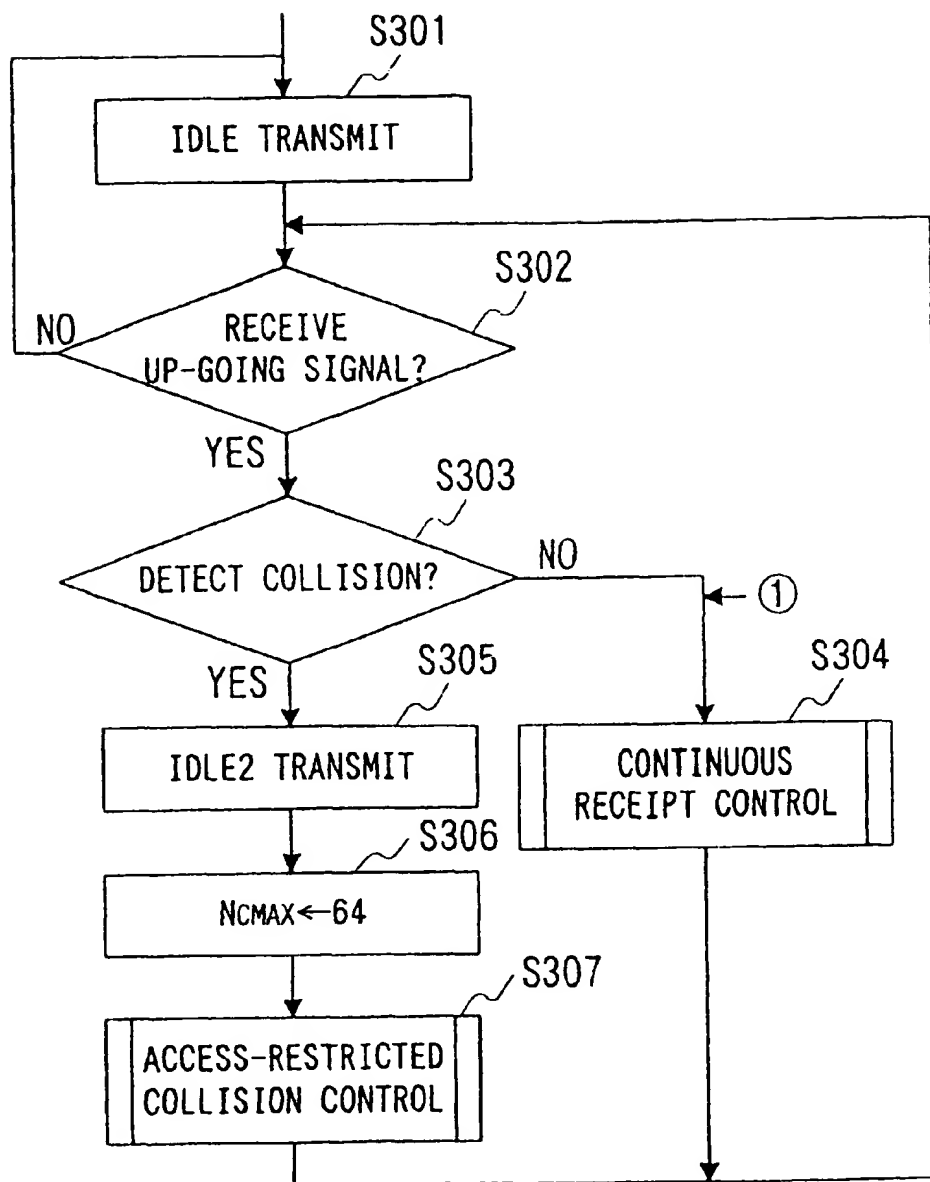 S301
IDLE TRANSMIT
S302
NO
RECEIVE
UP-GOING SIGNAL?
YES
S303
DETECT COLLISION?
NO
①
YES
S305
S304
IDLE2 TRANSMIT
CONTINUOUS
RECEIPT CONTROL
S306
NCMAX←64
S307
ACCESS-RESTRICTED
COLLISION CONTROL